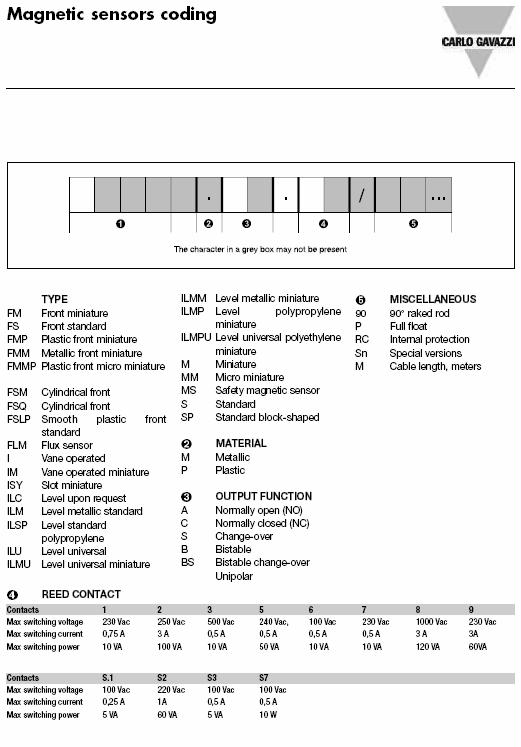 Magnetic sensors coding
CARLO GAVAZZI
. . / ...
❶ ❷ ❸ ❹ ❺
The character in a grey box may not be present
TYPE
FM Front miniature
FS Front standard
FMP Plastic front miniature
FMM Metallic front miniature
FMMP Plastic front micro miniature
FSM Cylindrical front
FSQ Cylindrical front
FSLP Smooth plastic front
standard
FLM Flux sensor
I Vane operated
IM Vane operated miniature
ISY Slot miniature
ILC Level upon request
ILM Level metallic standard
ILSP Level standard
polypropylene
ILU Level universal
ILMU Level universal miniature
ILMM Level metallic miniature
ILMP Level polypropylene
miniature
ILMPU Level universal polyethylene
miniature
M Miniature
MM Micro miniature
MS Safety magnetic sensor
S Standard
SP Standard block-shaped
❷ MATERIAL
M Metallic
P Plastic
❸ OUTPUT FUNCTION
A Normally open (NO)
C Normally closed (NC)
S Change-over
B Bistable
BS Bistable change-over
Unipolar
❺ MISCELLANEOUS
90 90° raked rod
P Full float
RC Internal protection
Sn Special versions
M Cable length, meters
❹ REED CONTACT
Contacts 1 2 3 5 6 7 8 9
Max switching voltage 230 Vac 250 Vac 500 Vac 240 Vac, 100 Vac 230 Vac 1000 Vac 230 Vac
Max switching current 0,75 A 3 A 0,5 A 0,5 A 0,5 A 0,5 A 3 A 3A
Max switching power 10 VA 100 VA 10 VA 50 VA 10 VA 10 VA 120 VA 60VA
Contacts S.1 S2 S3 S7
Max switching voltage 100 Vac 220 Vac 100 Vac 100 Vac
Max switching current 0,25 A 1A 0,5 A 0,5 A
Max switching power 5 VA 60 VA 5 VA 10 W